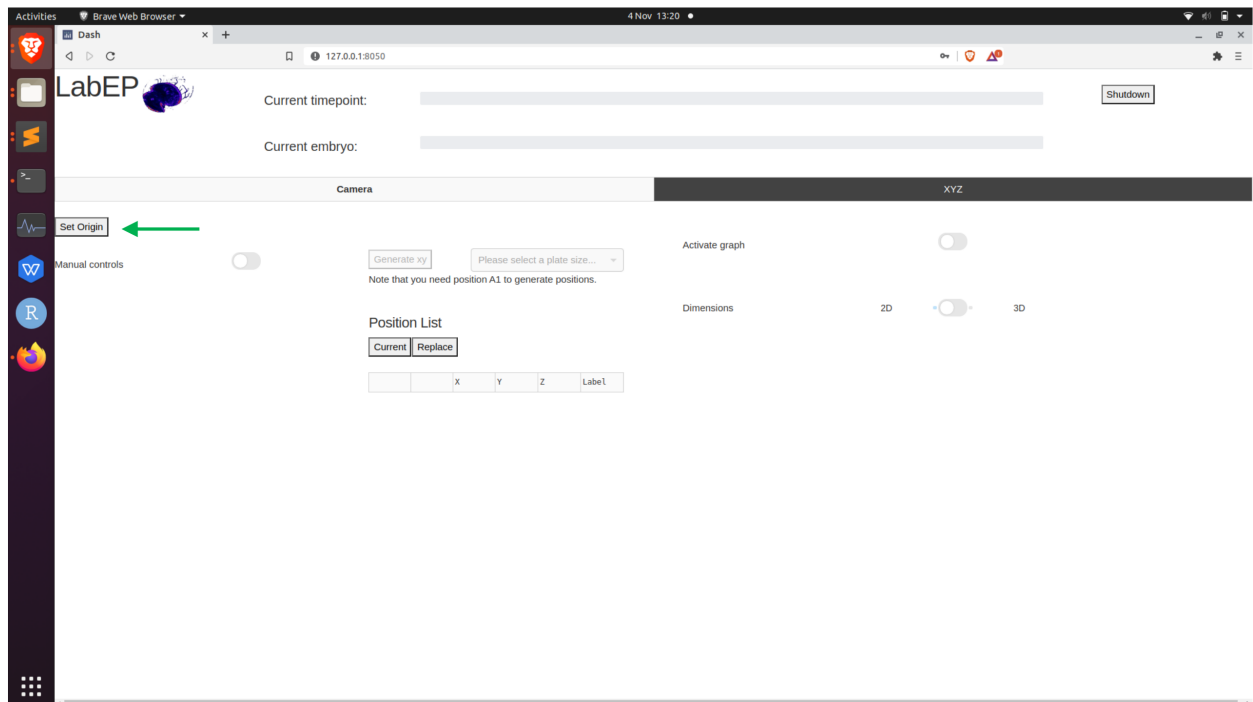 Activities Brave Web Browser 4 Nov 13:20
Dash × +
127.0.0.1:8050
LabEP
Current timepoint: Shutdown
Current embryo:
Camera XYZ
Set Origin
Activate graph
Manual controls Generate xy Please select a plate size...
Note that you need position A1 to generate positions.
Dimensions 2D 3D
Position List
Current Replace
X Y Z Label
R